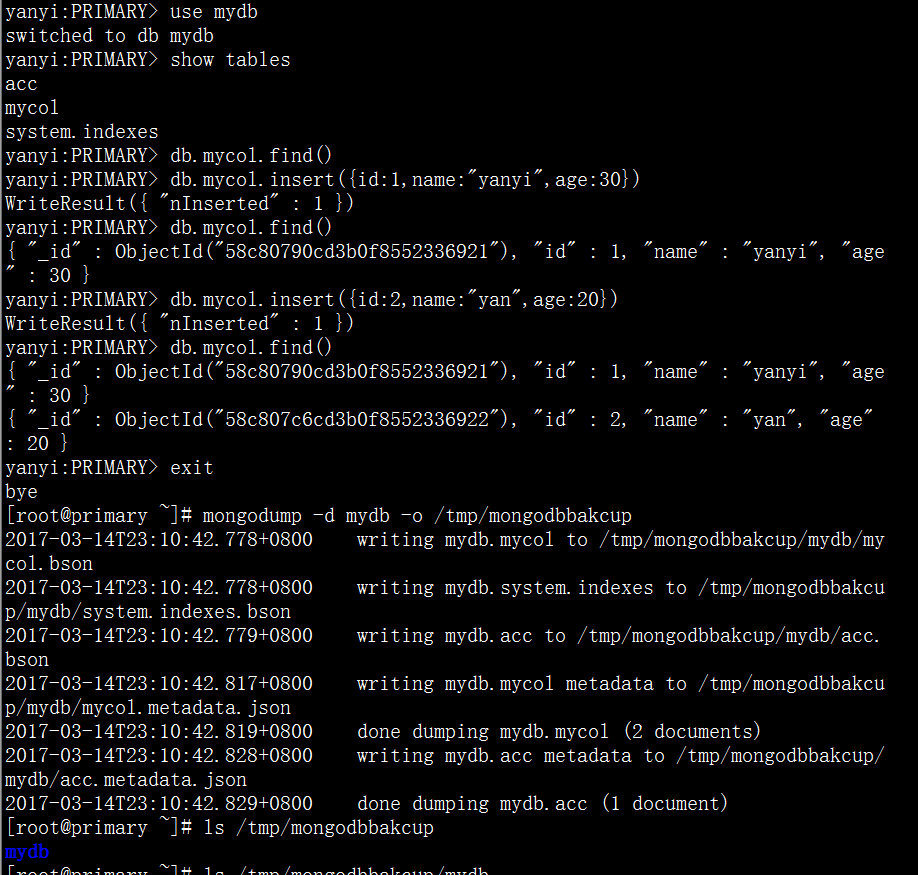 yanyi:PRIMARY> use mydb
switched to db mydb
yanyi:PRIMARY> show tables
acc
mycol
system.indexes
yanyi:PRIMARY> db.mycol.find()
yanyi:PRIMARY> db.mycol.insert({id:1,name:"yanyi",age:30})
WriteResult({ "nInserted" : 1 })
yanyi:PRIMARY> db.mycol.find()
{ "_id" : ObjectId("58c80790cd3b0f8552336921"), "id" : 1, "name" : "yanyi", "age
" : 30 }
yanyi:PRIMARY> db.mycol.insert({id:2,name:"yan",age:20})
WriteResult({ "nInserted" : 1 })
yanyi:PRIMARY> db.mycol.find()
{ "_id" : ObjectId("58c80790cd3b0f8552336921"), "id" : 1, "name" : "yanyi", "age
" : 30 }
{ "_id" : ObjectId("58c807c6cd3b0f8552336922"), "id" : 2, "name" : "yan", "age"
: 20 }
yanyi:PRIMARY> exit
bye
[root@primary ~]# mongodump -d mydb -o /tmp/mongodbbakcup
2017-03-14T23:10:42.778+0800    writing mydb.mycol to /tmp/mongodbbakcup/mydb/my
col.bson
2017-03-14T23:10:42.778+0800    writing mydb.system.indexes to /tmp/mongodbbakcu
p/mydb/system.indexes.bson
2017-03-14T23:10:42.779+0800    writing mydb.acc to /tmp/mongodbbakcup/mydb/acc.
bson
2017-03-14T23:10:42.817+0800    writing mydb.mycol metadata to /tmp/mongodbbakcu
p/mydb/mycol.metadata.json
2017-03-14T23:10:42.819+0800    done dumping mydb.mycol (2 documents)
2017-03-14T23:10:42.828+0800    writing mydb.acc metadata to /tmp/mongodbbakcup/
mydb/acc.metadata.json
2017-03-14T23:10:42.829+0800    done dumping mydb.acc (1 document)
[root@primary ~]# ls /tmp/mongodbbakcup
mydb
[root@primary ~]# ls /tmp/mongodbbakcup/mydb